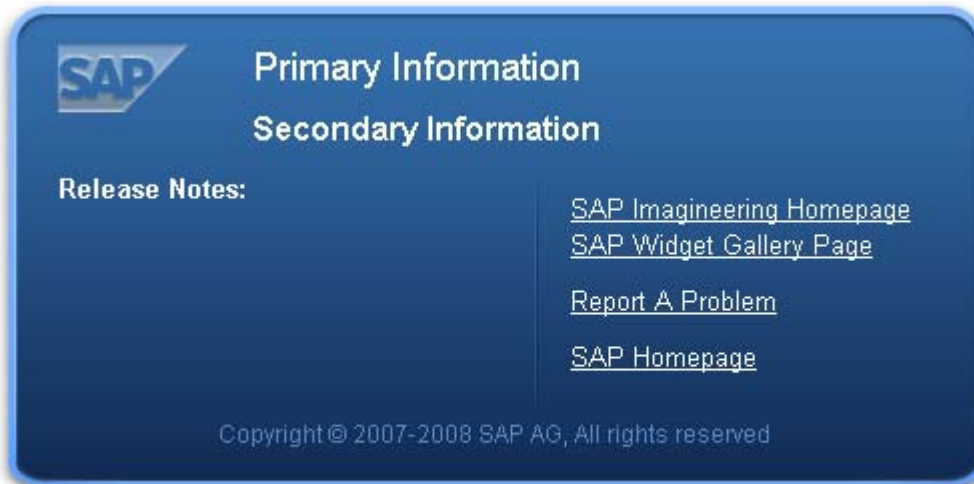 SAP
Primary Information
Secondary Information
Release Notes:
SAP Imagineering Homepage
SAP Widget Gallery Page
Report A Problem
SAP Homepage
Copyright © 2007-2008 SAP AG, All rights reserved